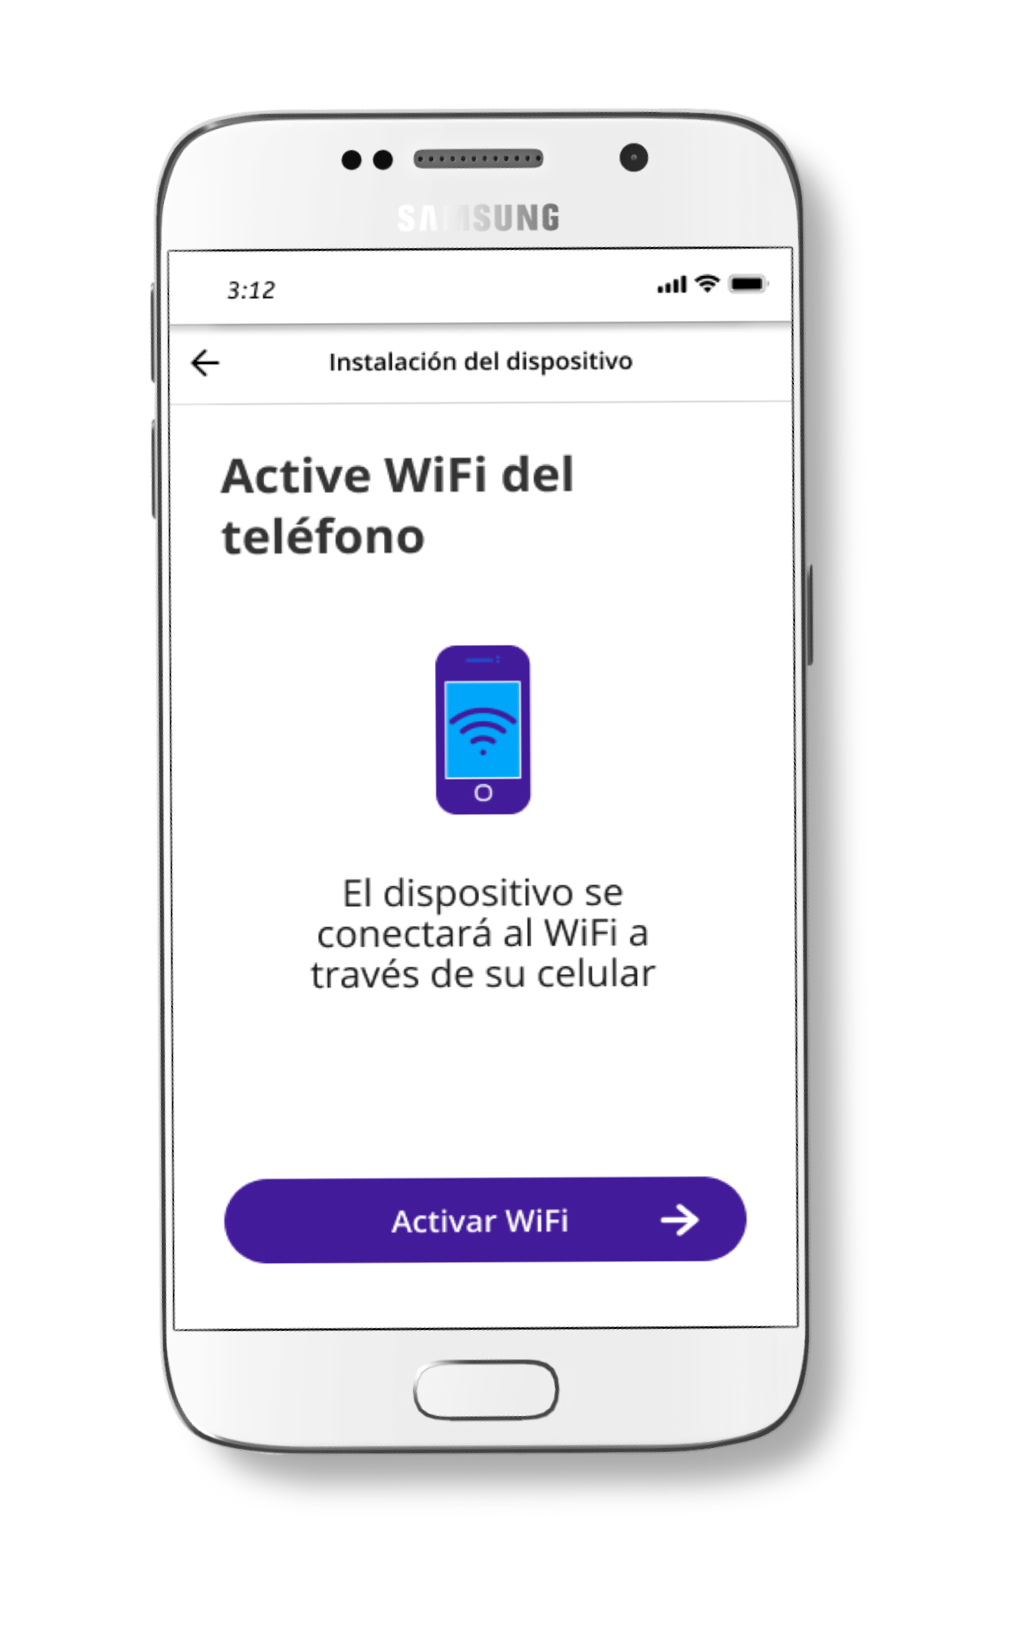 SAMSUNG
3:12
Instalación del dispositivo
Active WiFi del
teléfono
El dispositivo se
conectará al WiFi a
través de su celular
Activar WiFi